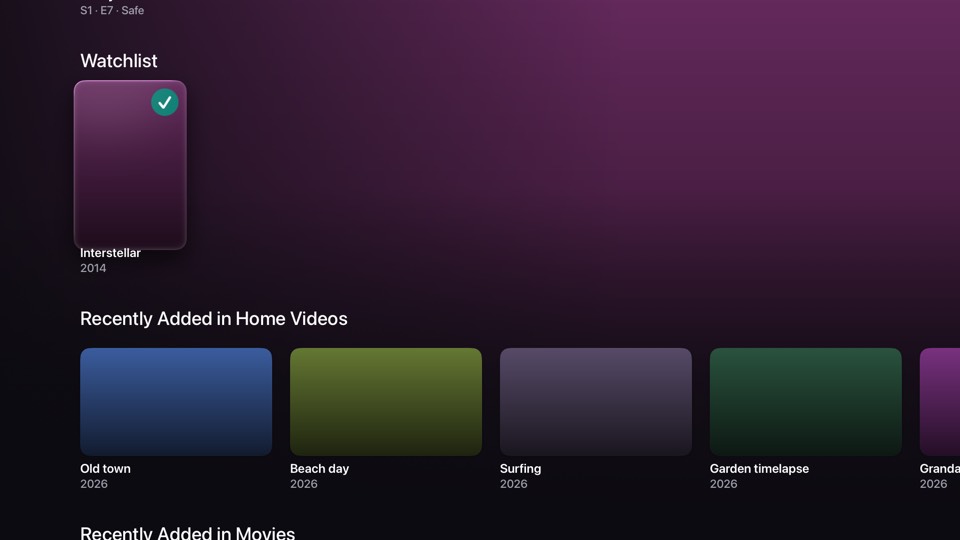 S1 · E7 · Safe
Watchlist
Interstellar
2014
Recently Added in Home Videos
Old town
Beach day
Surfing
Garden timelapse
2026
2026
2026
2026
2026
Recently Added in Movies